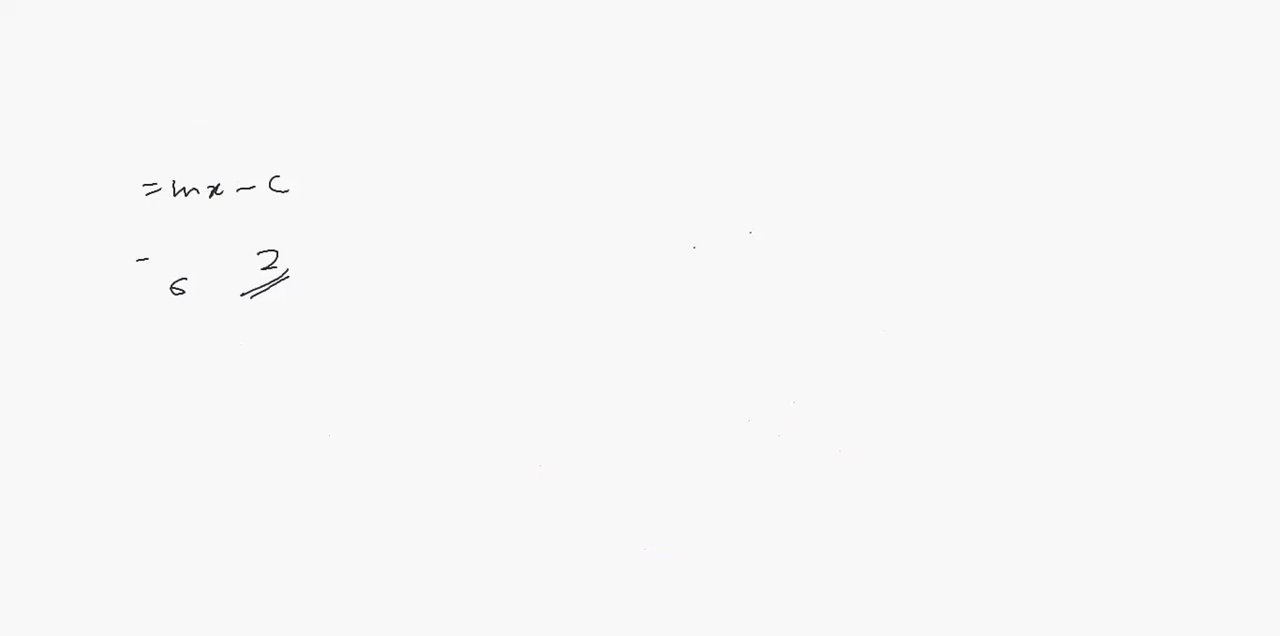 = mx - c
- 2
6